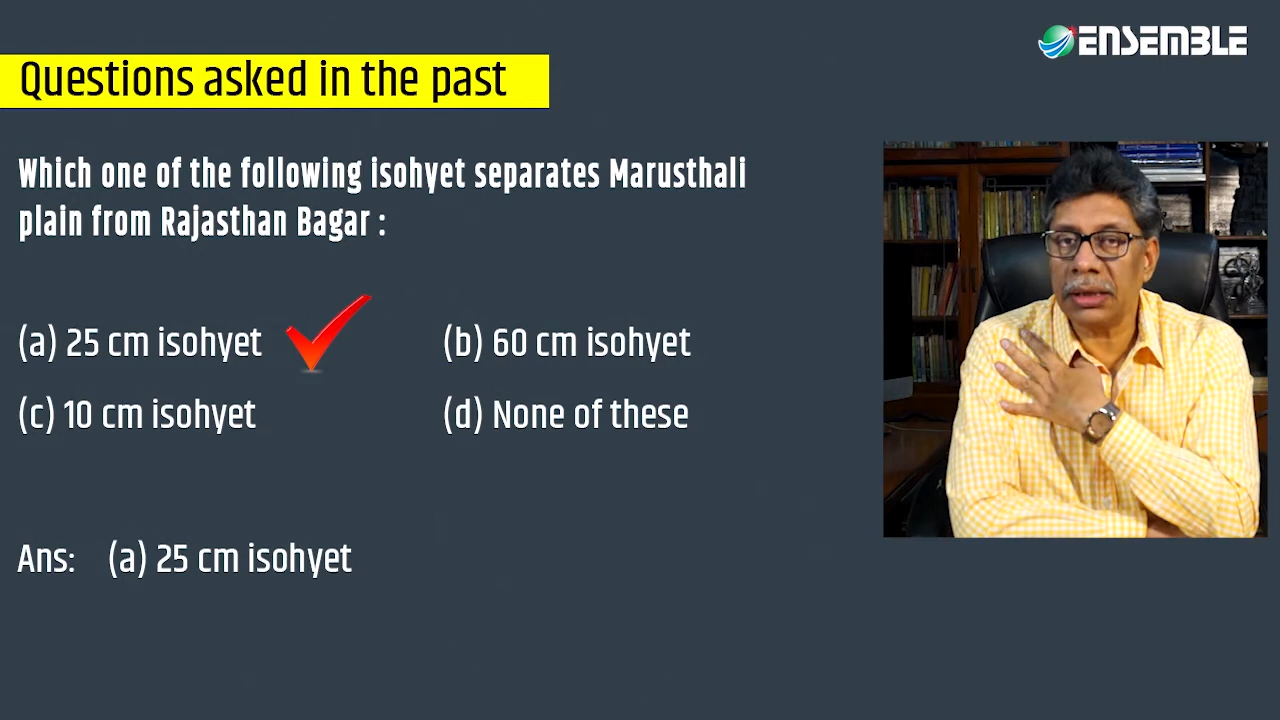 ENSEMBLE
Questions asked in the past
Which one of the following isohyet separates Marusthali
plain from Rajasthan Bagar :
(a) 25 cm isohyet
(b) 60 cm isohyet
(c) 10 cm isohyet
(d) None of these
Ans: (a) 25 cm isohyet